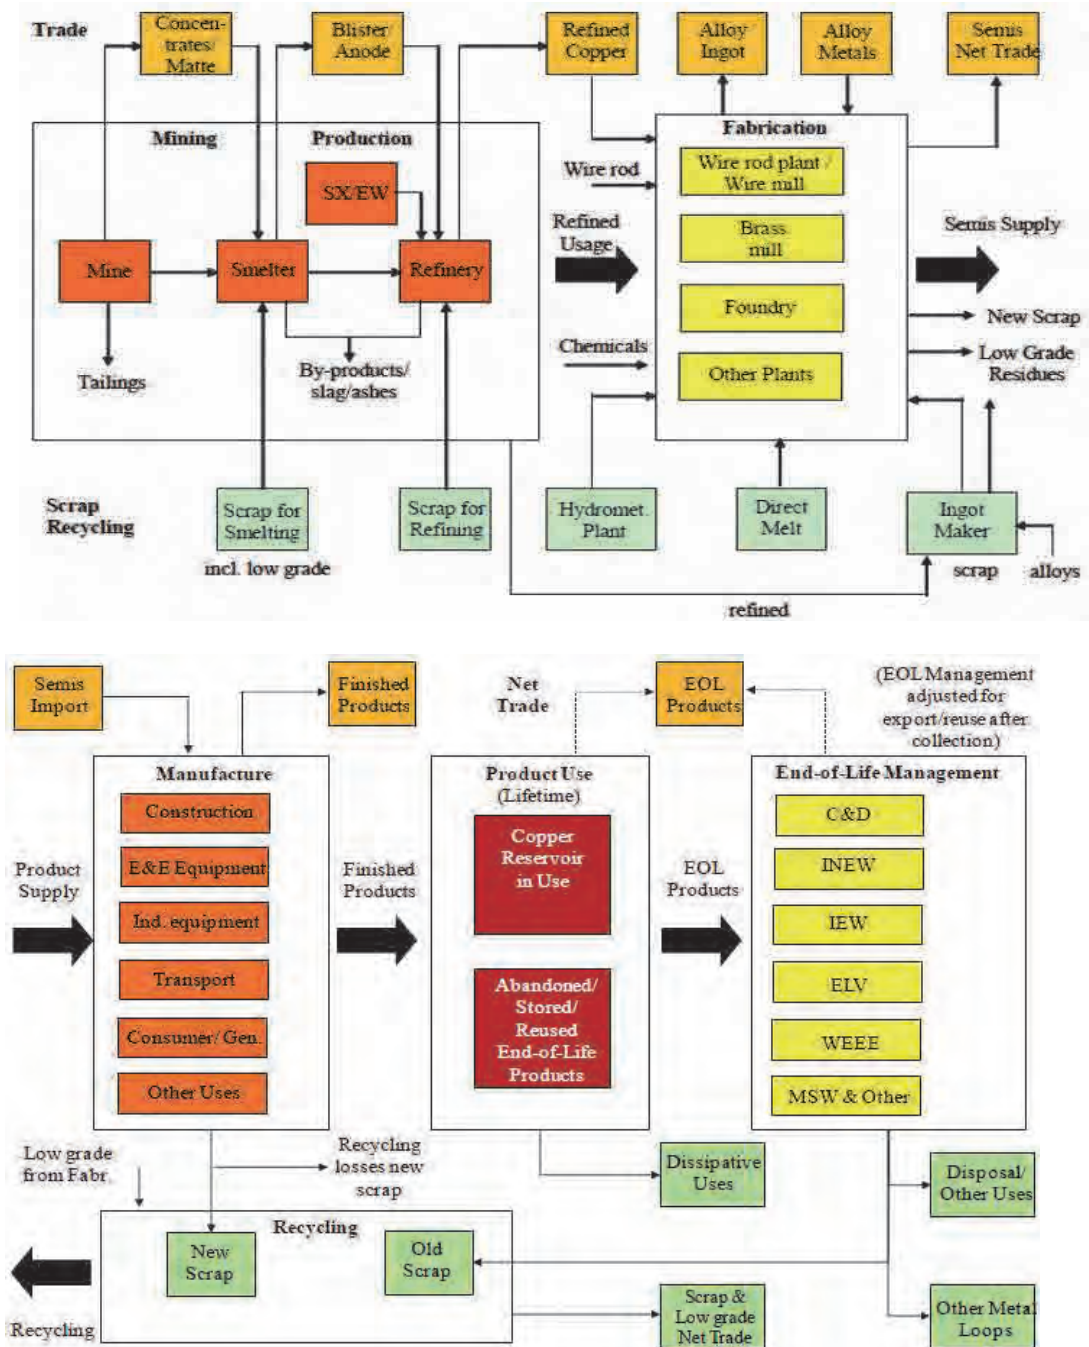 Trade
Concen-
trates/
Matte
Blister/
Anode
Refined
Copper
Alloy
Ingot
Alloy
Metals
Semis
Net Trade
Mining
Production
Fabrication
SX/EW
Mine
Smelter
Refinery
Tailings
By-products/
slag/ashes
Wire rod
Refined
Usage
Chemicals
Wire rod plant /
Wire mill
Brass
mill
Foundry
Other Plants
Semis Supply
New Scrap
Low Grade
Residues
Scrap
Recycling
Scrap for
Smelting
incl. low grade
Scrap for
Refining
Hydromet.
Plant
Direct
Melt
Ingot
Maker
scrap
alloys
refined
Semis
Import
Finished
Products
Net
Trade
EOL
Products
(EOL Management
adjusted for
export/reuse after
collection)
Manufacture
Construction
E&E Equipment
Ind. equipment
Transport
Consumer/ Gen.
Other Uses
Product
Supply
Finished
Products
Product Use
(Lifetime)
Copper
Reservoir
in Use
Abandoned/
Stored/
Reused
End-of-Life
Products
EOL
Products
End-of-Life Management
C&D
INEW
IEW
ELV
WEEE
MSW & Other
Low grade
from Fabr.
Recycling
losses new
scrap
Dissipative
Uses
Disposal/
Other Uses
Recycling
New
Scrap
Old
Scrap
Recycling
Scrap &
Low grade
Net Trade
Other Metal
Loops